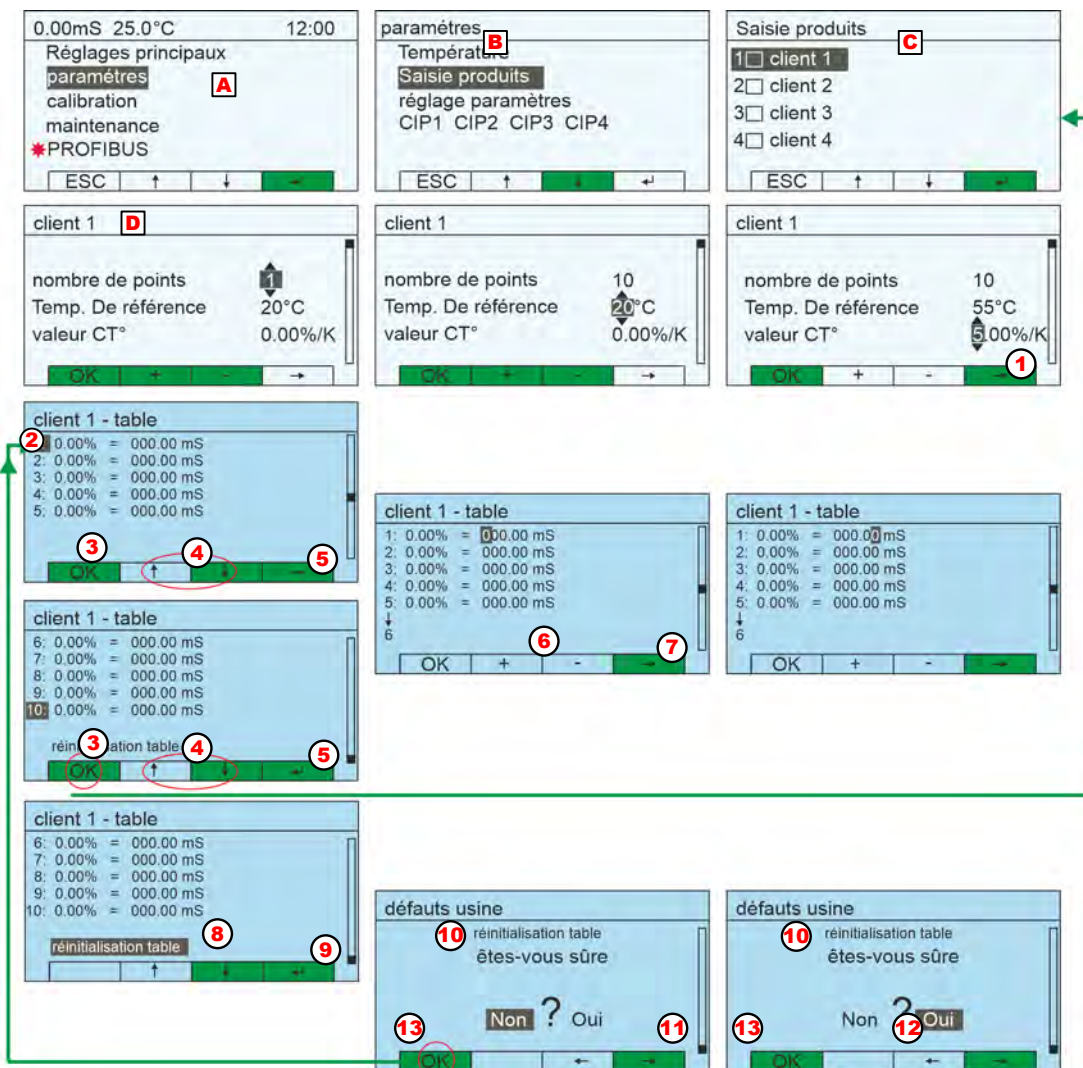 0.00mS 25.0°C 12:00
Réglages principaux
paramétres
A
calibration
maintenance
PROFIBUS
ESC ↑ ↓ ↵
paramétres
B
Température
Saisie produits
réglage paramètres
CIP1 CIP2 CIP3 CIP4
ESC ↑ ↓ ↵
Saisie produits
C
1 client 1
2 client 2
3 client 3
4 client 4
ESC ↑ ↓ ↵
client 1 D
nombre de points 1
Temp. De référence 20°C
valeur CT° 0.00%/K
OK + - →
client 1
nombre de points 10
Temp. De référence 20°C
valeur CT° 0.00%/K
OK + - →
client 1
nombre de points 10
Temp. De référence 55°C
valeur CT° 5.00%/K
1
OK + - →
client 1 - table
2 0.00% = 000.00 mS
2: 0.00% = 000.00 mS
3: 0.00% = 000.00 mS
4: 0.00% = 000.00 mS
5: 0.00% = 000.00 mS
3 4 5
OK ↑ ↓ →
client 1 - table
1: 0.00% = 000.00 mS
2: 0.00% = 000.00 mS
3: 0.00% = 000.00 mS
4: 0.00% = 000.00 mS
5: 0.00% = 000.00 mS
↓
6
6 7
OK + - →
client 1 - table
1: 0.00% = 000.00 mS
2: 0.00% = 000.00 mS
3: 0.00% = 000.00 mS
4: 0.00% = 000.00 mS
5: 0.00% = 000.00 mS
↓
6
OK + - →
client 1 - table
6: 0.00% = 000.00 mS
7: 0.00% = 000.00 mS
8: 0.00% = 000.00 mS
9: 0.00% = 000.00 mS
10: 0.00% = 000.00 mS
table
3 4 5
OK ↑ ↓ ↵
client 1 - table
6: 0.00% = 000.00 mS
7: 0.00% = 000.00 mS
8: 0.00% = 000.00 mS
9: 0.00% = 000.00 mS
10: 0.00% = 000.00 mS
réinitialisation table 8
9
↑ ↓ ↵
défauts usine
10 réinitialisation table
êtes-vous sûre
Non ? Oui
13 11
OK ← →
défauts usine
10 réinitialisation table
êtes-vous sûre
Non ? Oui
13 12
OK ← →